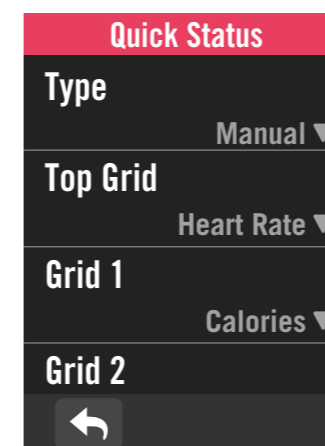 Quick Status
Type
Manual
Top Grid
Heart Rate
Grid 1
Calories
Grid 2